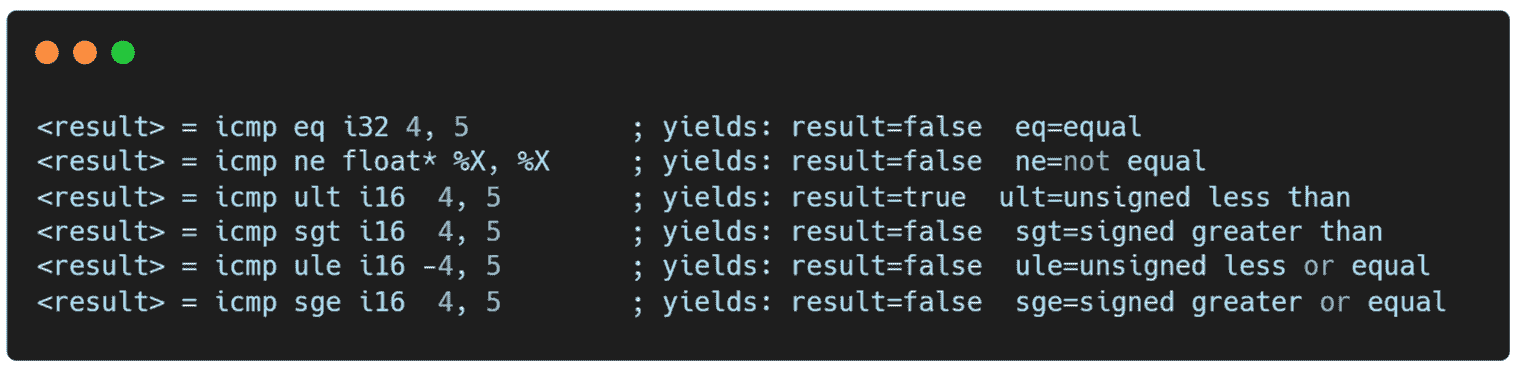 <result> = icmp eq i32 4, 5          ; yields: result=false  eq=equal
<result> = icmp ne float* %X, %X     ; yields: result=false  ne=not equal
<result> = icmp ult i16  4, 5        ; yields: result=true  ult=unsigned less than
<result> = icmp sgt i16  4, 5        ; yields: result=false  sgt=signed greater than
<result> = icmp ule i16 -4, 5        ; yields: result=false  ule=unsigned less or equal
<result> = icmp sge i16  4, 5        ; yields: result=false  sge=signed greater or equal